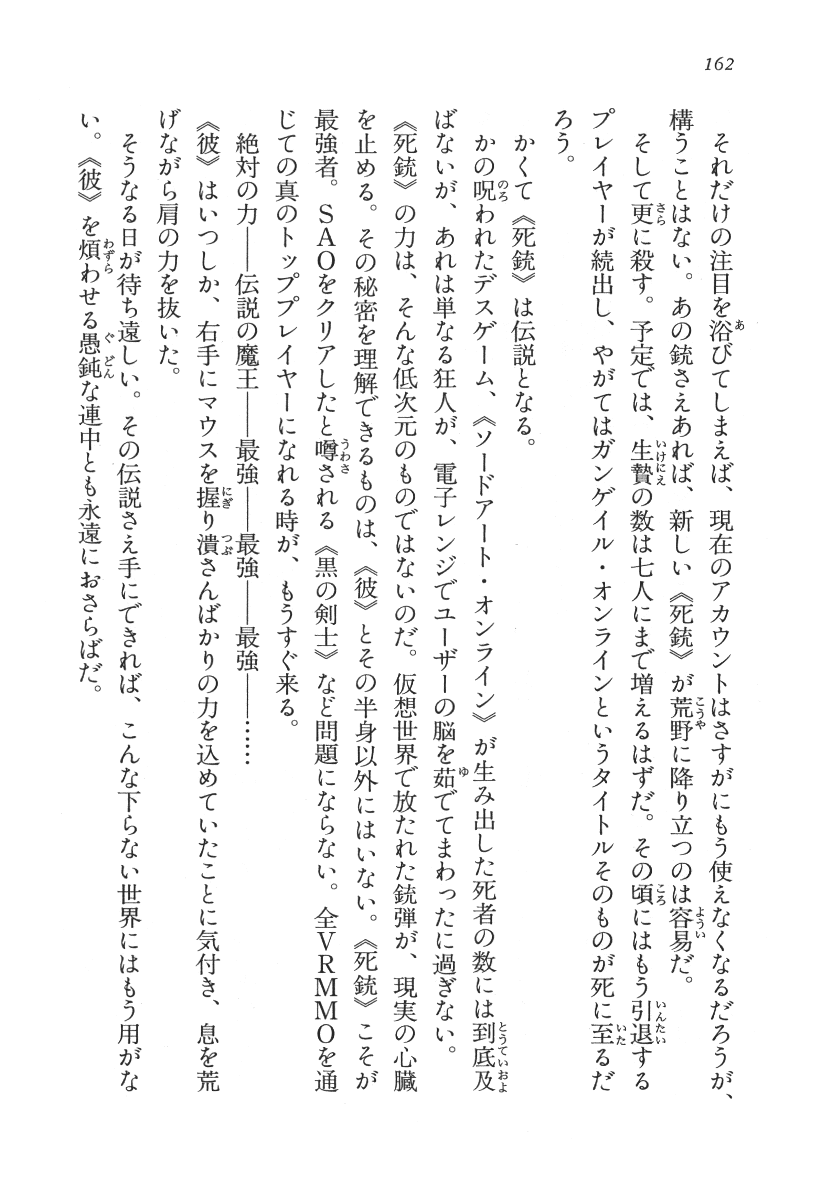 162
それだけの注目を浴びてしまえば、現在のアカウントはさすがにもう使えなくなるだろうが、
構うことはない。あの銃さえあれば、新しい《死銃》が荒野に降り立つのは容易だ。
そして更に殺す。予定では、生贄の数は七人にまで増えるはずだ。その頃にはもう引退する
プレイヤーが続出し、やがてはガンゲイル・オンラインというタイトルそのものが死に至るだ
ろう。
かくて《死銃》は伝説となる。
かの呪われたデスゲーム、《ソードアート・オンライン》が生み出した死者の数には到底及
ばないが、あれは単なる狂人が、電子レンジでユーザーの脳を茹でてまわったに過ぎない。
《死銃》の力は、そんな低次元のものではないのだ。仮想世界で放たれた銃弾が、現実の心臓
を止める。その秘密を理解できるものは、《彼》とその半身以外にはいない。《死銃》こそが
最強者。SAOをクリアしたと噂される《黒の剣士》など問題にならない。全VRMMOを通
じての真のトッププレイヤーになれる時が、もうすぐ来る。
絶対の力――伝説の魔王――最強――最強――最強――……
《彼》はいつしか、右手にマウスを握り潰さんばかりの力を込めていたことに気付き、息を荒
げながら肩の力を抜いた。
そうなる日が待ち遠しい。その伝説さえ手にできれば、こんな下らない世界にはもう用がな
い。《彼》を煩わせる愚鈍な連中とも永遠におさらばだ。